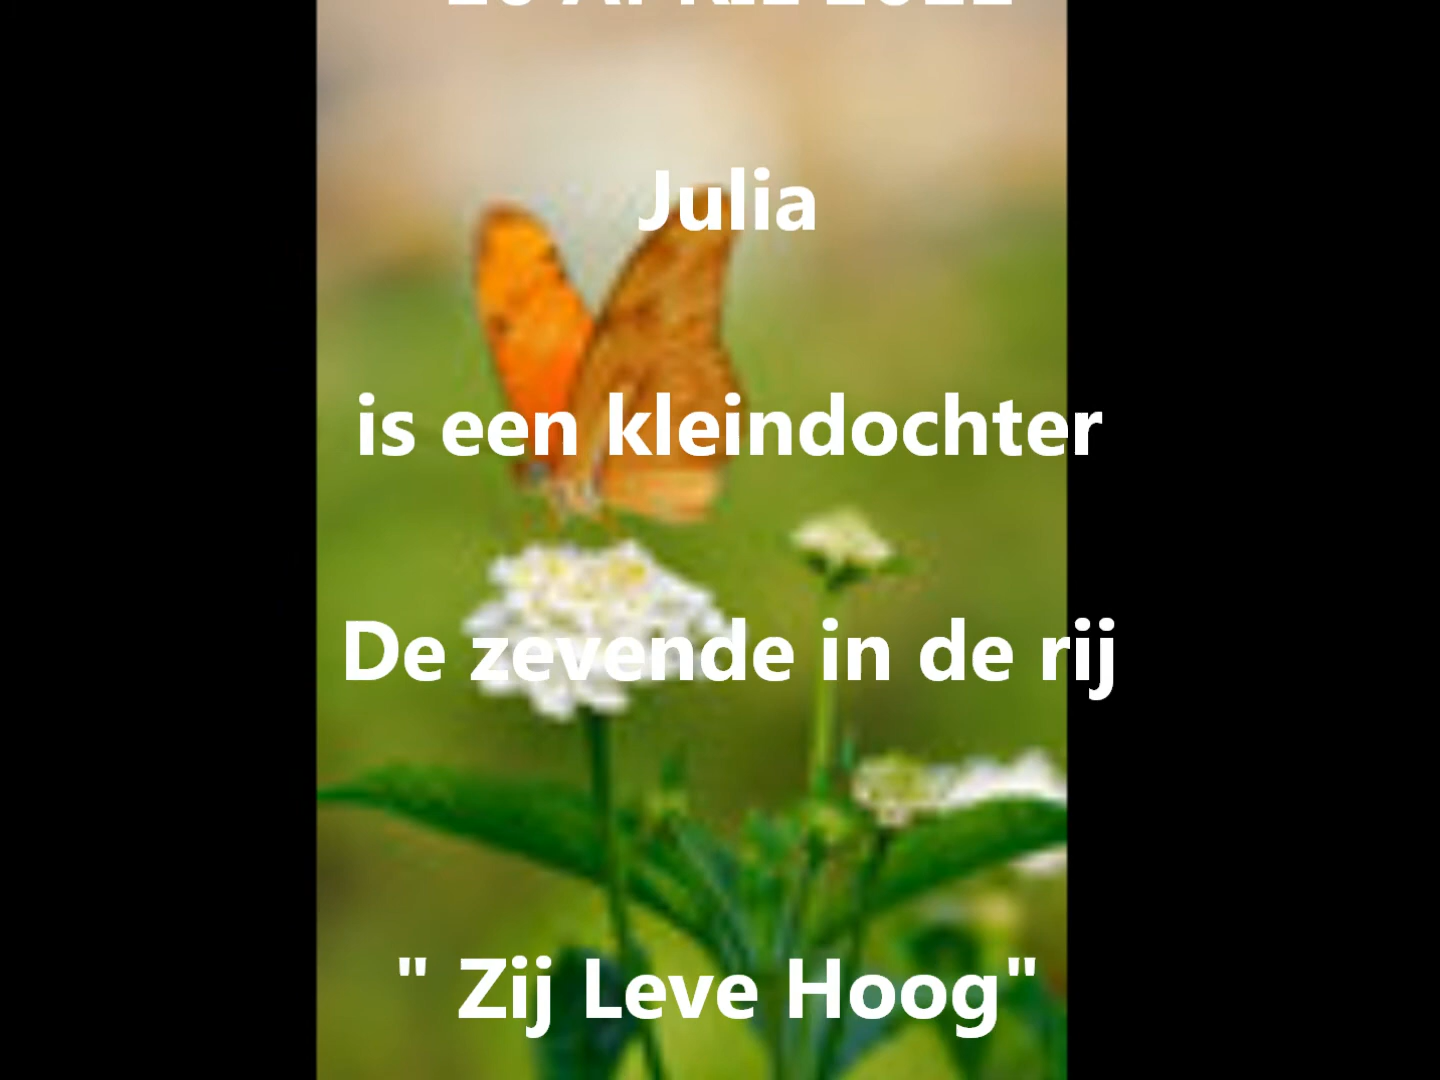 Julia
is een kleindochter
De zevende in de rij
" Zij Leve Hoog"